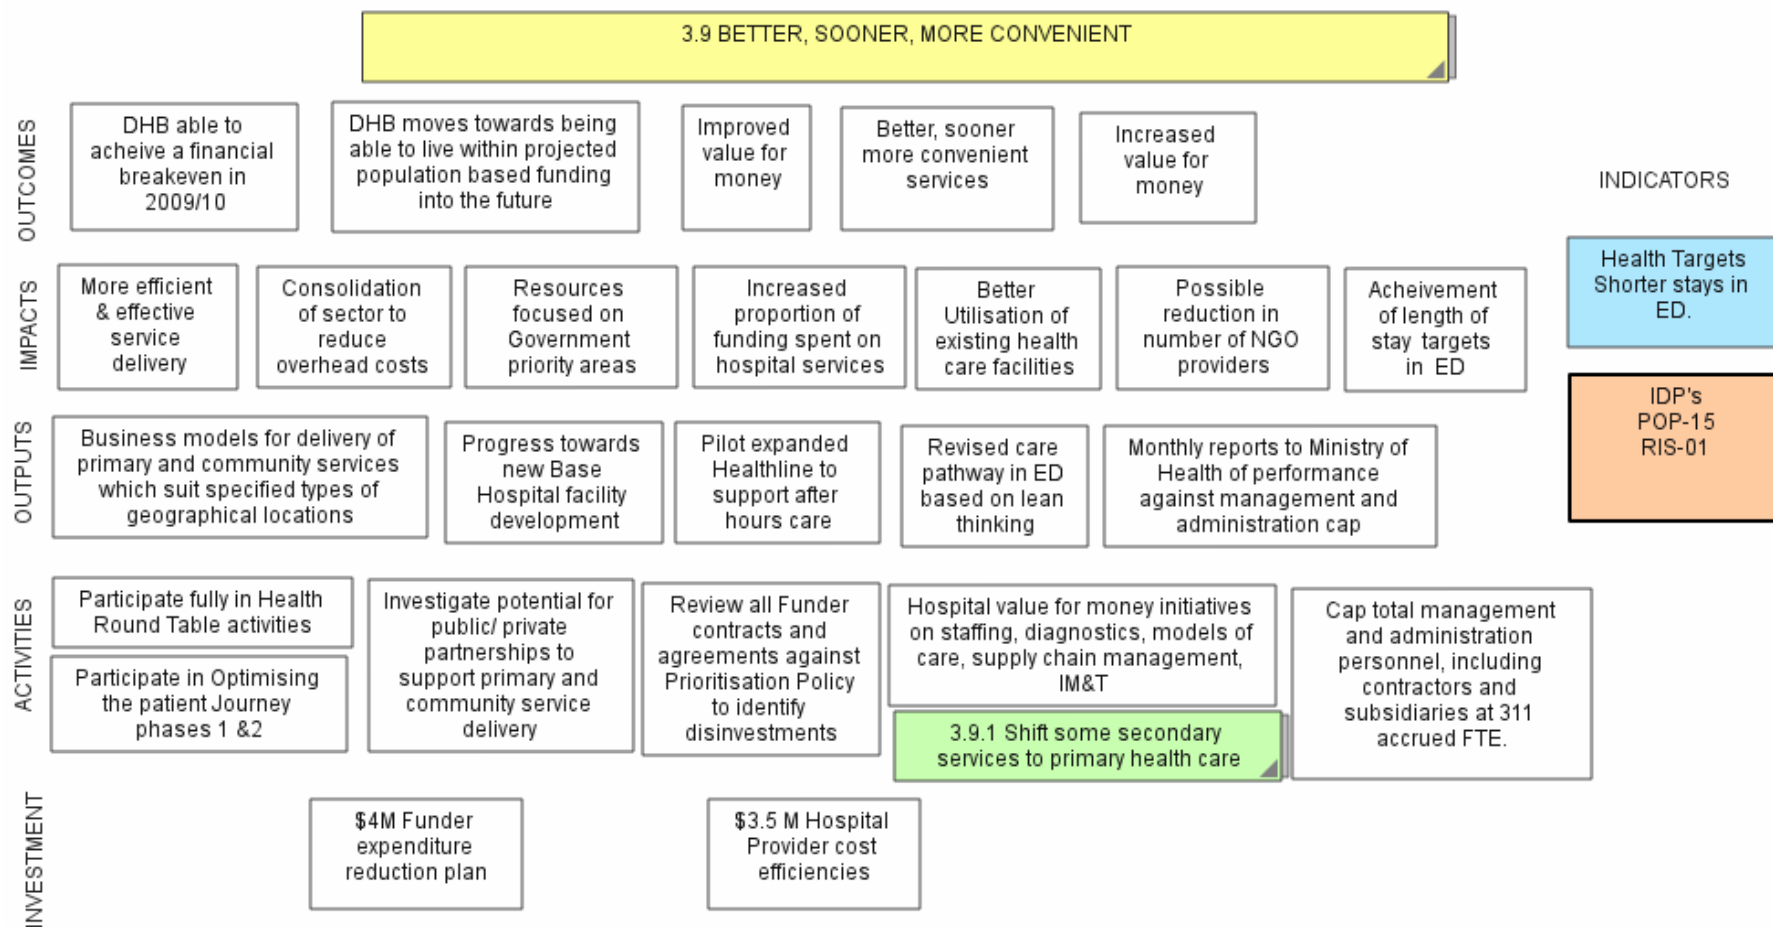 3.9 BETTER, SOONER, MORE CONVENIENT
OUTCOMES
DHB able to
acheive a financial
breakeven in
2009/10
DHB moves towards being
able to live within projected
population based funding
into the future
Improved
value for
money
Better, sooner
more convenient
services
Increased
value for
money
INDICATORS
Health Targets
Shorter stays in
ED.
IDP's
POP-15
RIS-01
IMPACTS
More efficient
& effective
service
delivery
Consolidation
of sector to
reduce
overhead costs
Resources
focused on
Government
priority areas
Increased
proportion of
funding spent on
hospital services
Better
Utilisation of
existing health
care facilities
Possible
reduction in
number of NGO
providers
Acheivement
of length of
stay targets
in ED
OUTPUTS
Business models for delivery of
primary and community services
which suit specified types of
geographical locations
Progress towards
new Base
Hospital facility
development
Pilot expanded
Healthline to
support after
hours care
Revised care
pathway in ED
based on lean
thinking
Monthly reports to Ministry of
Health of performance
against management and
administration cap
ACTIVITIES
Participate fully in Health
Round Table activities
Participate in Optimising
the patient Journey
phases 1 &2
Investigate potential for
public/ private
partnerships to
support primary and
community service
delivery
Review all Funder
contracts and
agreements against
Prioritisation Policy
to identify
disinvestments
Hospital value for money initiatives
on staffing, diagnostics, models of
care, supply chain management,
IM&T
3.9.1 Shift some secondary
services to primary health care
Cap total management
and administration
personnel, including
contractors and
subsidiaries at 311
accrued FTE.
INVESTMENT
$4M Funder
expenditure
reduction plan
$3.5 M Hospital
Provider cost
efficiencies